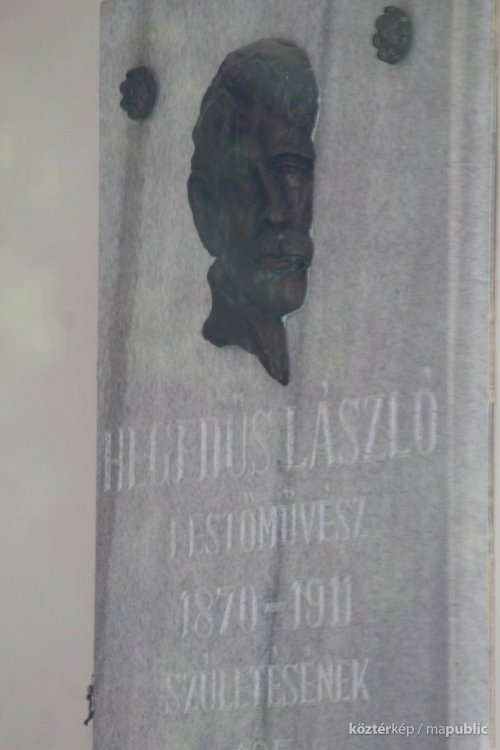 HEGEDŰS LÁSZLÓ
FESTŐMŰVÉSZ
1870-1911
SZÜLETÉSÉNEK
köztérkép / mapublic